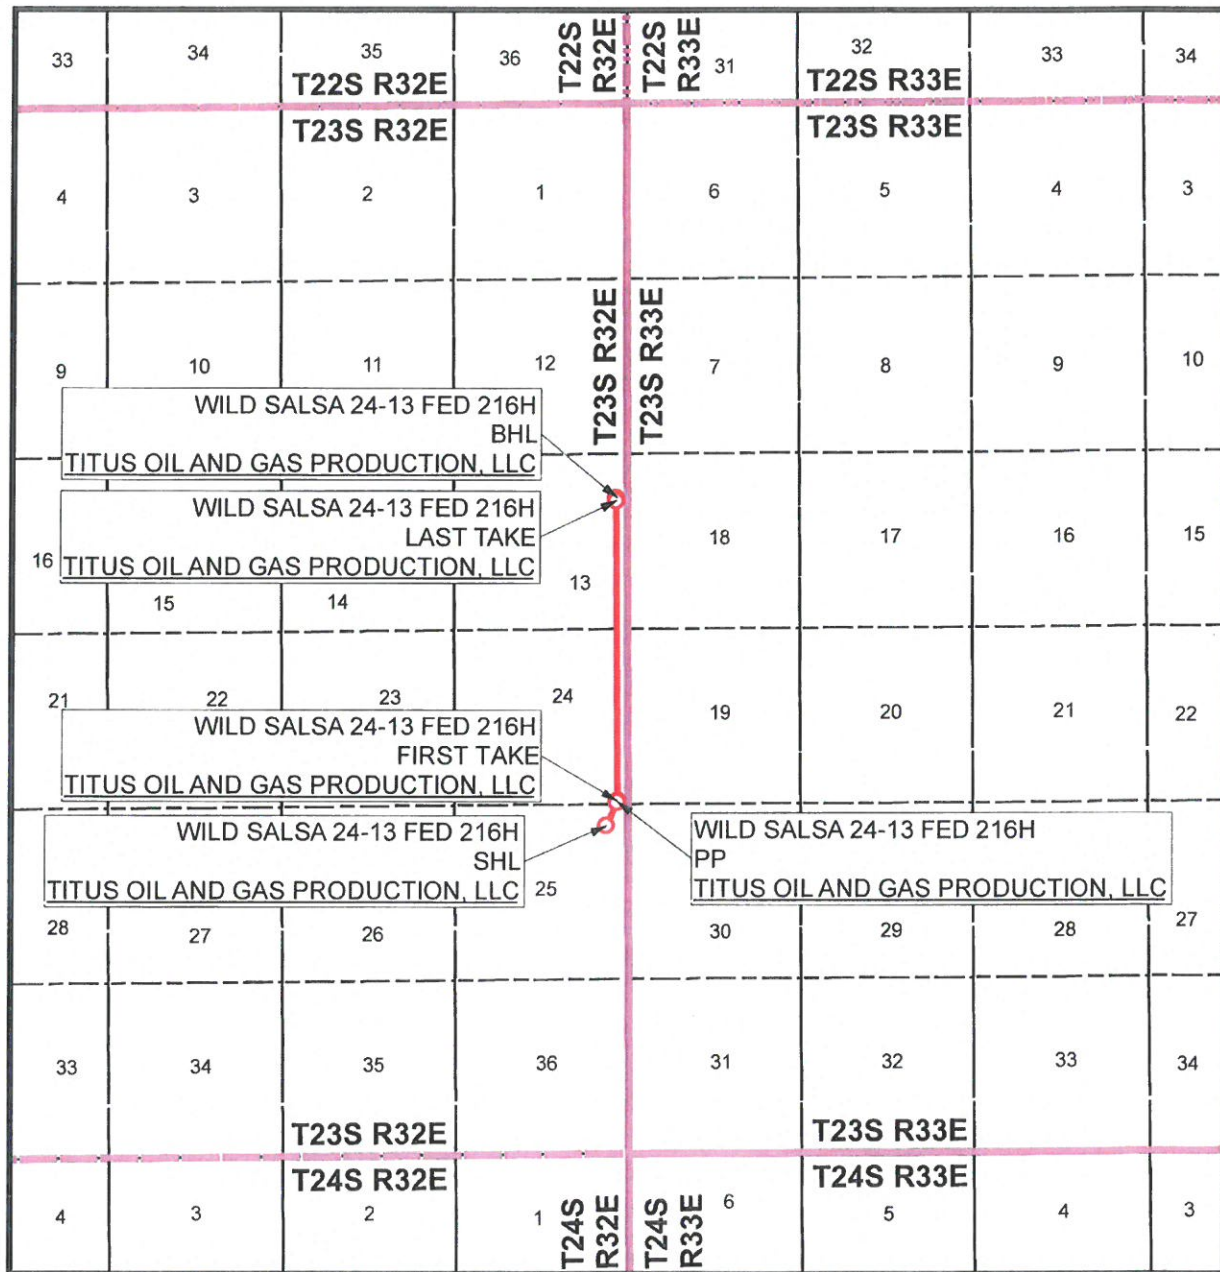 33 34 35 36 T22S R32E T22S R33E 31 32 33 34
T22S R32E T22S R33E
T23S R32E T23S R33E
4 3 2 1 6 5 4 3
T23S R32E T23S R33E
9 10 11 12 7 8 9 10
WILD SALSA 24-13 FED 216H
BHL
TITUS OIL AND GAS PRODUCTION, LLC
WILD SALSA 24-13 FED 216H
LAST TAKE
TITUS OIL AND GAS PRODUCTION, LLC
16 15 14 13 18 17 16 15
21 22 23 24 19 20 21 22
WILD SALSA 24-13 FED 216H
FIRST TAKE
TITUS OIL AND GAS PRODUCTION, LLC
WILD SALSA 24-13 FED 216H
SHL
TITUS OIL AND GAS PRODUCTION, LLC
WILD SALSA 24-13 FED 216H
PP
TITUS OIL AND GAS PRODUCTION, LLC
28 27 26 25 30 29 28 27
33 34 35 36 31 32 33 34
T23S R32E T23S R33E
T24S R32E T24S R33E
4 3 2 1 T24S R32E T24S R33E 6 5 4 3